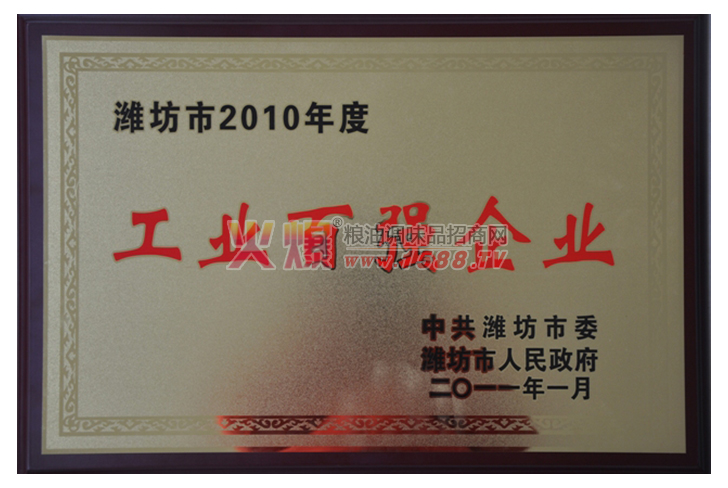 潍坊市2010年度
工业百强企业
火爆®粮油调味品招商网
中共潍坊市委
潍坊市人民政府
二〇一一年一月